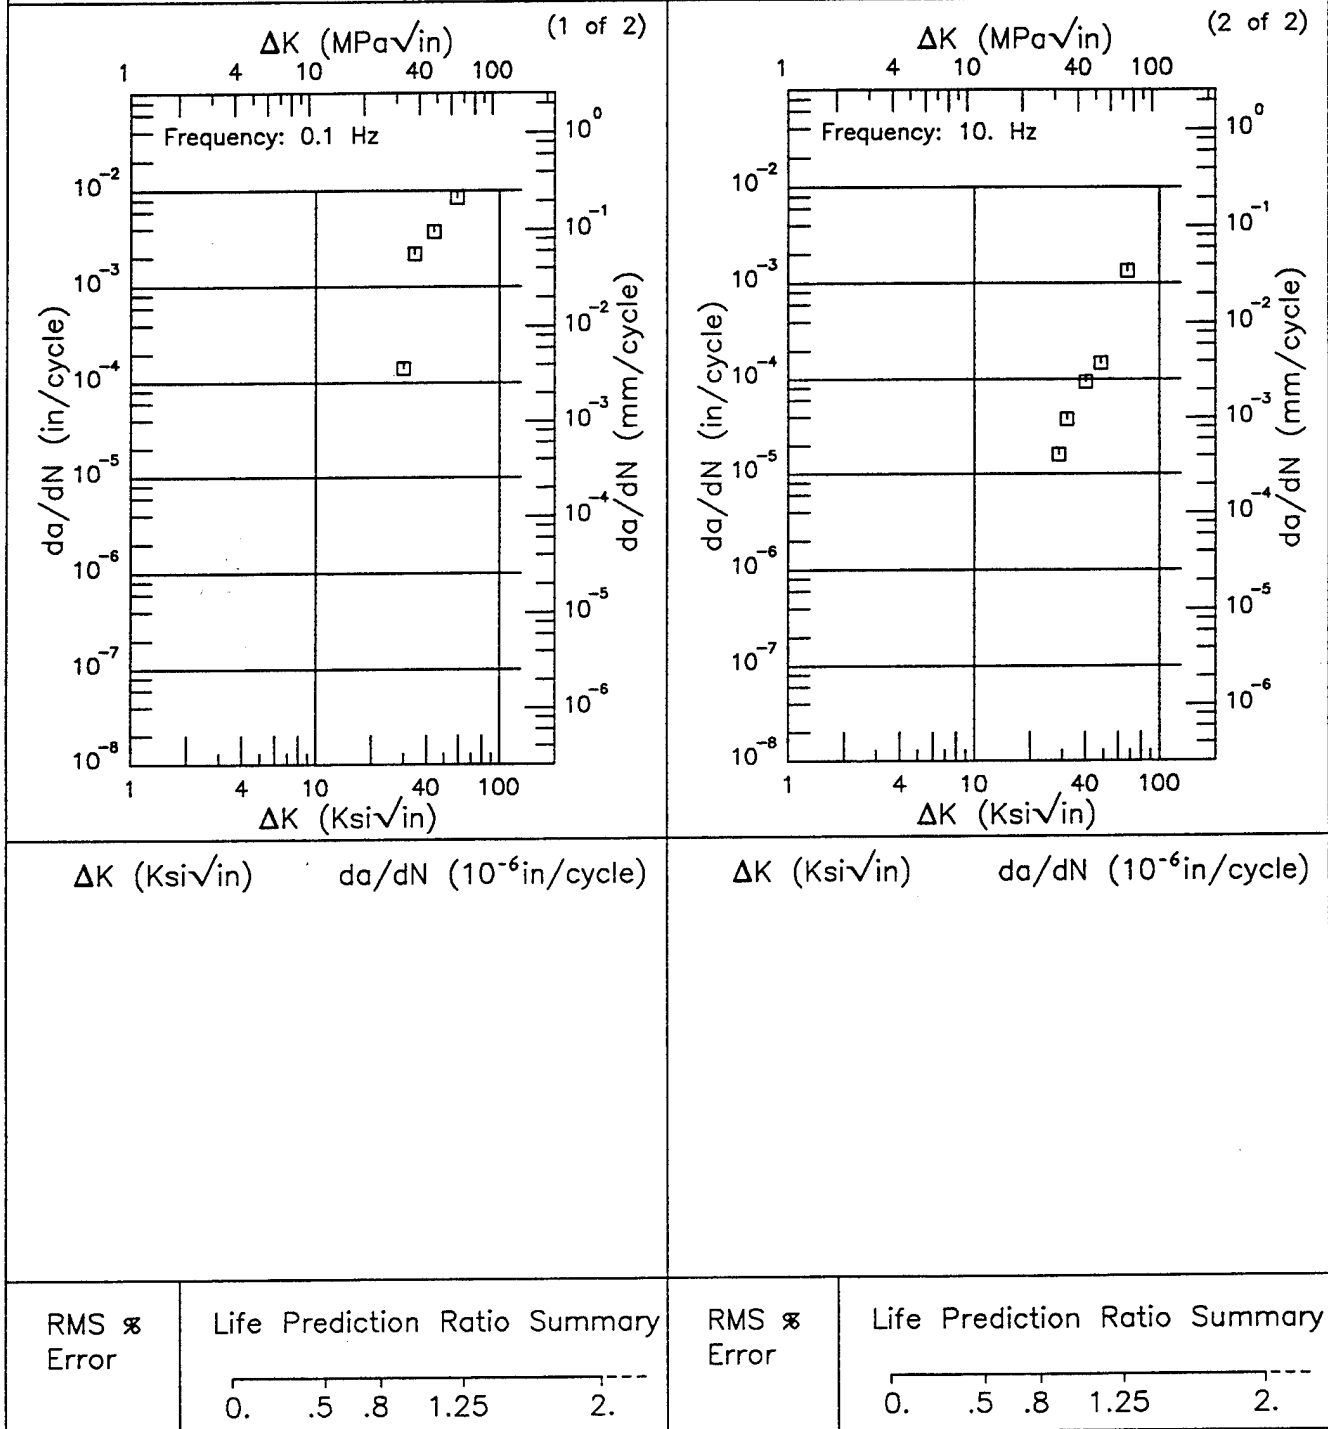 (1 of 2)
ΔK (MPa√in)
1 4 10 40 100
Frequency: 0.1 Hz
da/dN (in/cycle)
10⁻²
10⁻³
10⁻⁴
10⁻⁵
10⁻⁶
10⁻⁷
10⁻⁸
10⁰
10⁻¹
10⁻²
10⁻³
10⁻⁴
10⁻⁵
10⁻⁶
da/dN (mm/cycle)
1 4 10 40 100
ΔK (Ksi√in)
(2 of 2)
ΔK (MPa√in)
1 4 10 40 100
Frequency: 10. Hz
da/dN (in/cycle)
10⁻²
10⁻³
10⁻⁴
10⁻⁵
10⁻⁶
10⁻⁷
10⁻⁸
10⁰
10⁻¹
10⁻²
10⁻³
10⁻⁴
10⁻⁵
10⁻⁶
da/dN (mm/cycle)
1 4 10 40 100
ΔK (Ksi√in)
ΔK (Ksi√in) da/dN (10⁻⁶in/cycle)
ΔK (Ksi√in) da/dN (10⁻⁶in/cycle)
RMS %
Error
Life Prediction Ratio Summary
0. .5 .8 1.25 2.
RMS %
Error
Life Prediction Ratio Summary
0. .5 .8 1.25 2.